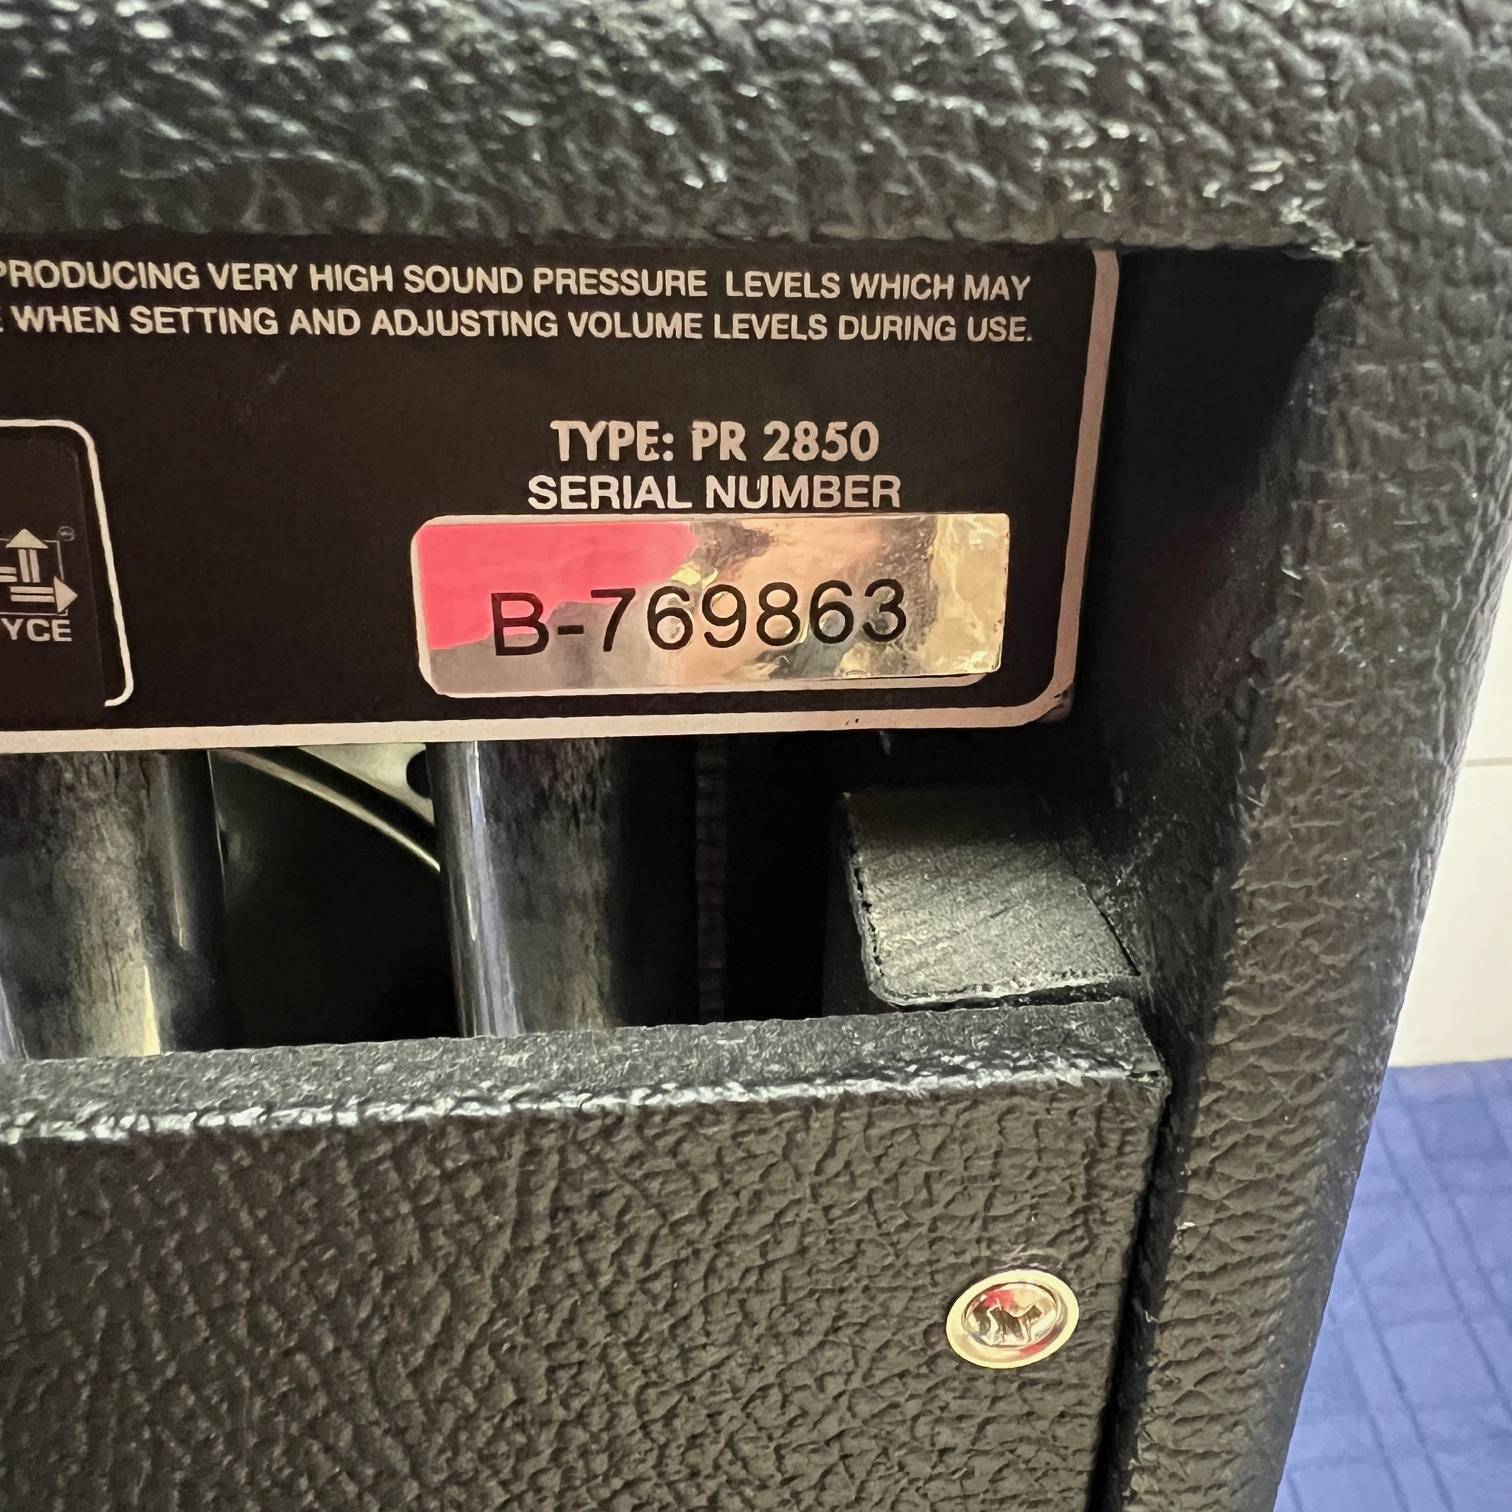 PRODUCING VERY HIGH SOUND PRESSURE LEVELS WHICH MAY
WHEN SETTING AND ADJUSTING VOLUME LEVELS DURING USE.
TYPE: PR 2850
SERIAL NUMBER
B-769863
YCE